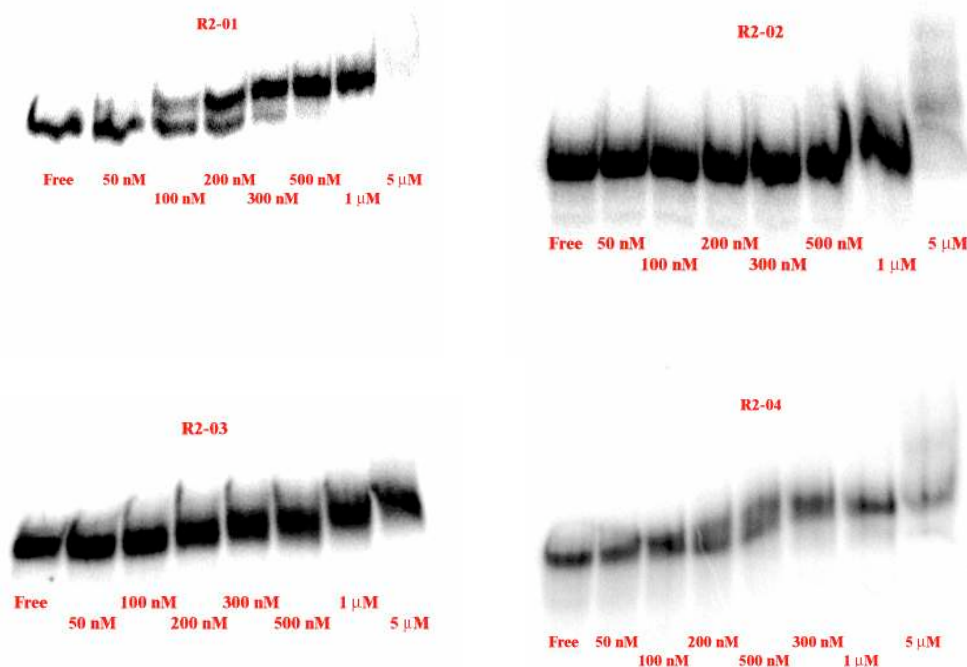 R2-01
Free 50 nM 200 nM 500 nM 5 μM
100 nM 300 nM 1 μM
R2-02
Free 50 nM 200 nM 500 nM 5 μM
100 nM 300 nM 1 μM
R2-03
Free 100 nM 300 nM 1 μM
50 nM 200 nM 500 nM 5 μM
R2-04
Free 50 nM 200 nM 300 nM 5 μM
100 nM 500 nM 1 μM